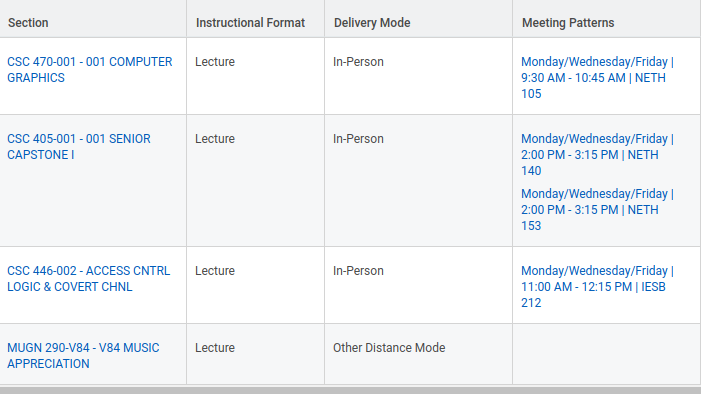 Section Instructional Format Delivery Mode Meeting Patterns
CSC 470-001 - 001 COMPUTER Lecture In-Person Monday/Wednesday/Friday |
GRAPHICS 9:30 AM - 10:45 AM | NETH
105
CSC 405-001 - 001 SENIOR Lecture In-Person Monday/Wednesday/Friday |
CAPSTONE I 2:00 PM - 3:15 PM | NETH
140
Monday/Wednesday/Friday |
2:00 PM - 3:15 PM | NETH
153
CSC 446-002 - ACCESS CNTRL Lecture In-Person Monday/Wednesday/Friday |
LOGIC & COVERT CHNL 11:00 AM - 12:15 PM | IESB
212
MUGN 290-V84 - V84 MUSIC Lecture Other Distance Mode
APPRECIATION